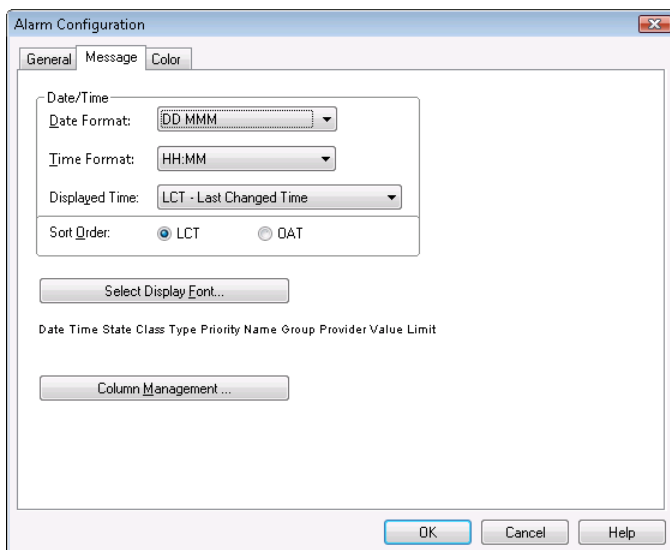 Alarm Configuration
General Message Color
Date/Time
Date Format: DD MMM
Time Format: HH:MM
Displayed Time: LCT - Last Changed Time
Sort Order: LCT OAT
Select Display Font...
Date Time State Class Type Priority Name Group Provider Value Limit
Column Management ...
OK Cancel Help